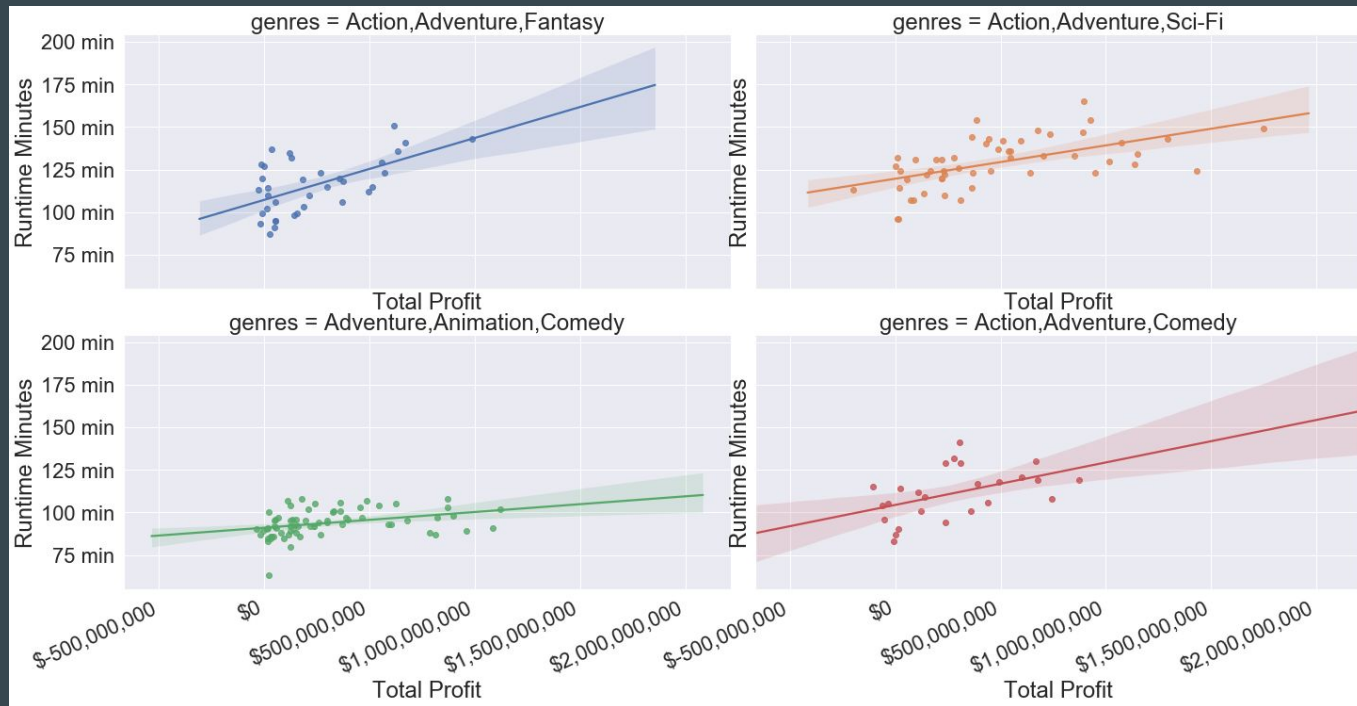 genres = Action,Adventure,Fantasy
200 min
175 min
150 min
125 min
100 min
75 min
Runtime Minutes
Total Profit
genres = Action,Adventure,Sci-Fi
Runtime Minutes
Total Profit
genres = Adventure,Animation,Comedy
200 min
175 min
150 min
125 min
100 min
75 min
Runtime Minutes
$-500,000,000
$0
$500,000,000
$1,000,000,000
$1,500,000,000
$2,000,000,000
Total Profit
genres = Action,Adventure,Comedy
Runtime Minutes
$-500,000,000
$0
$500,000,000
$1,000,000,000
$1,500,000,000
$2,000,000,000
Total Profit